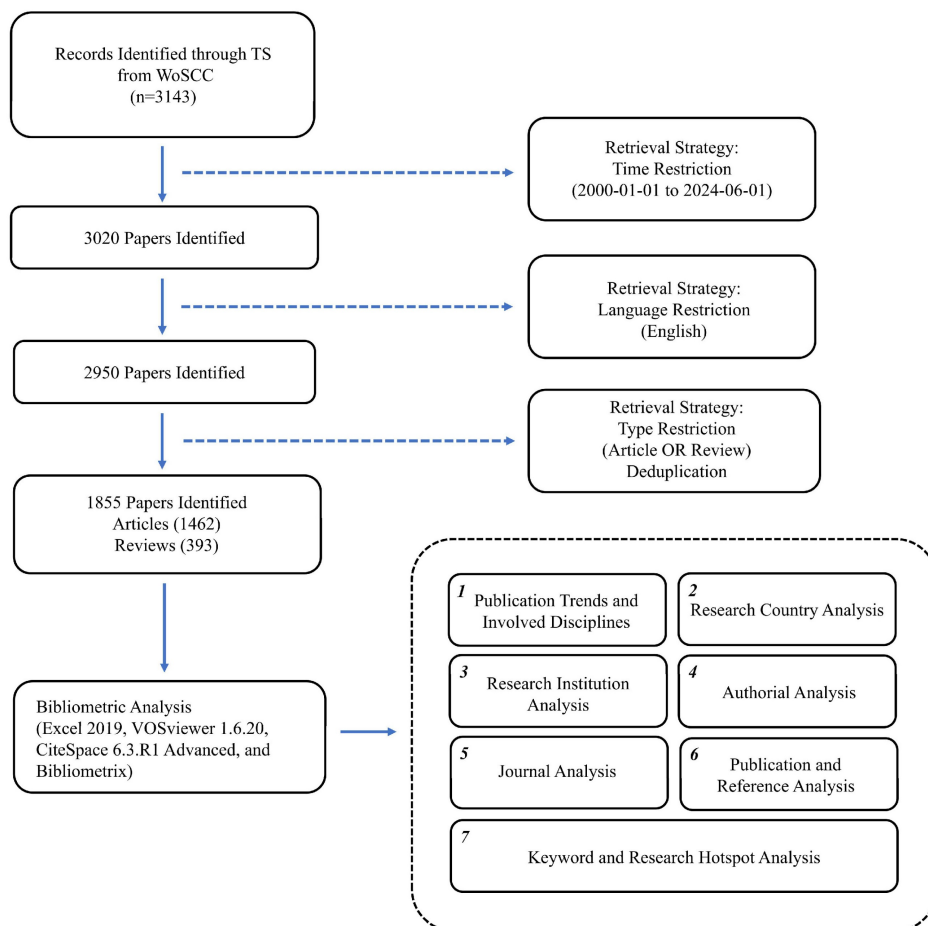 Records Identified through TS
from WoSCC
(n=3143)
Retrieval Strategy:
Time Restriction
(2000-01-01 to 2024-06-01)
3020 Papers Identified
Retrieval Strategy:
Language Restriction
(English)
2950 Papers Identified
Retrieval Strategy:
Type Restriction
(Article OR Review)
Deduplication
1855 Papers Identified
Articles (1462)
Reviews (393)
Bibliometric Analysis
(Excel 2019, VOSviewer 1.6.20,
CiteSpace 6.3.R1 Advanced, and
Bibliometrix)
1
Publication Trends and
Involved Disciplines
2
Research Country Analysis
3
Research Institution
Analysis
4
Authorial Analysis
5
Journal Analysis
6
Publication and
Reference Analysis
7
Keyword and Research Hotspot Analysis